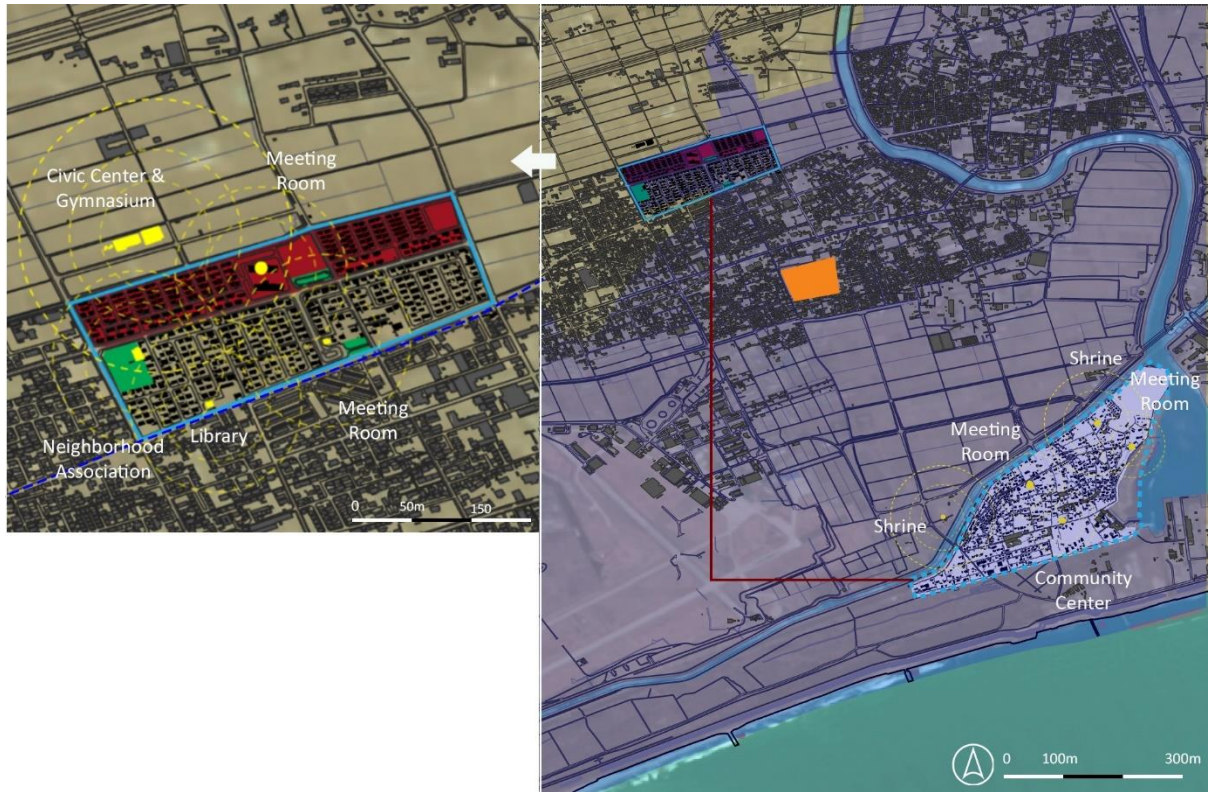 Civic Center &
Gymnasium
Meeting
Room
Meeting
Room
Library
Neighborhood
Association
0 50m 150
Shrine
Meeting
Room
Meeting
Room
Shrine
Community
Center
0 100m 300m